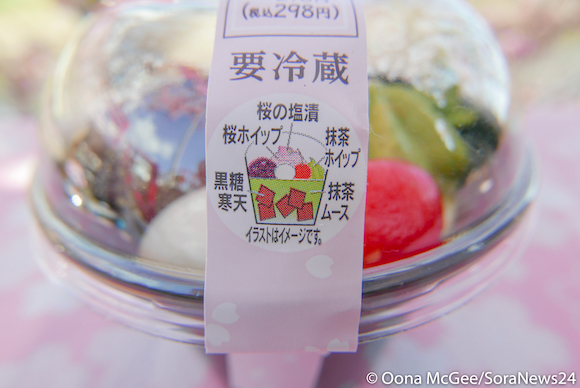 (税込298円)
要冷蔵
桜の塩漬
桜ホイップ
抹茶
ホイップ
黒糖
寒天
抹茶
ムース
イラストはイメージです。
© Oona McGee/SoraNews24